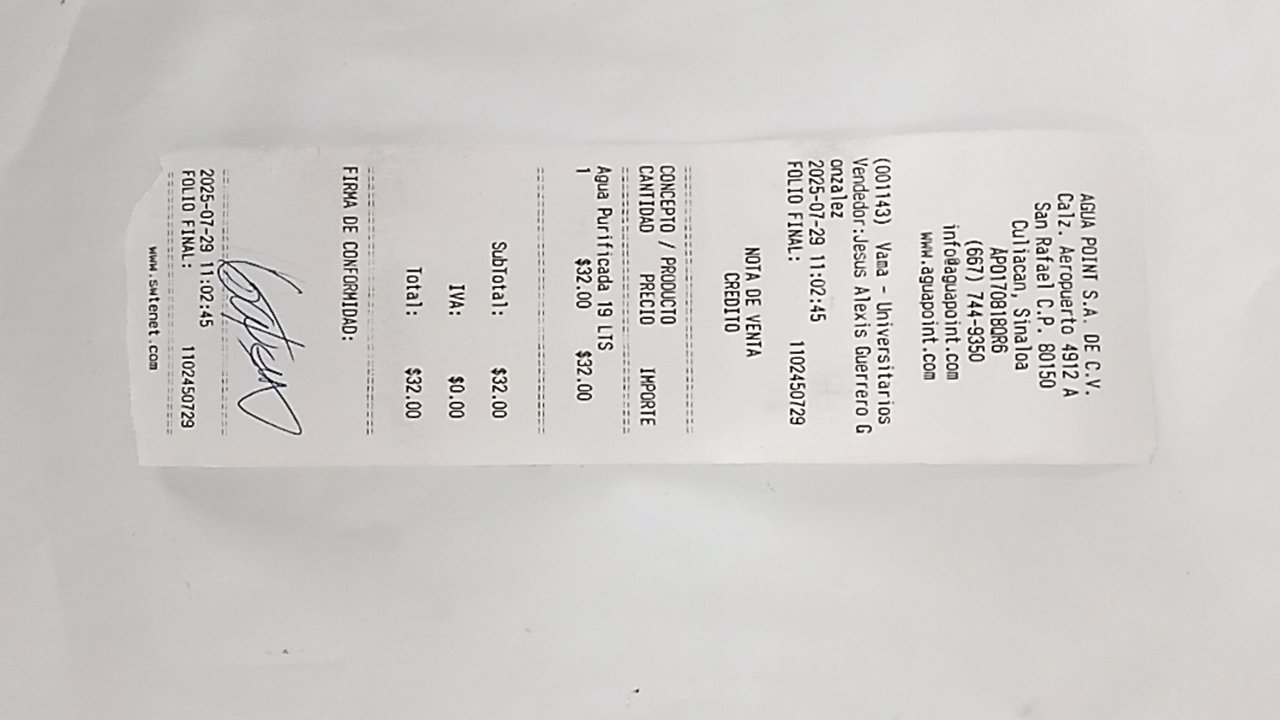 AGUA POINT S.A. DE C.V.
Calz. Aeropuerto 4912 A
San Rafael C.P. 80150
Culiacan, Sinaloa
APO170818QR6
(667) 744-9350
info@aguapoint.com
www.aguapoint.com
(001143) Vama - Universitarios
Vendedor:Jesus Alexis Guerrero G
onzalez
2025-07-29 11:02:45
FOLIO FINAL: 1102450729
NOTA DE VENTA
CREDITO
CONCEPTO / PRODUCTO
CANTIDAD PRECIO IMPORTE
Agua Purificada 19 LTS
1 $32.00 $32.00
SubTotal: $32.00
IVA: $0.00
Total: $32.00
FIRMA DE CONFORMIDAD:
2025-07-29 11:02:45
FOLIO FINAL: 1102450729
www.swtenet.com